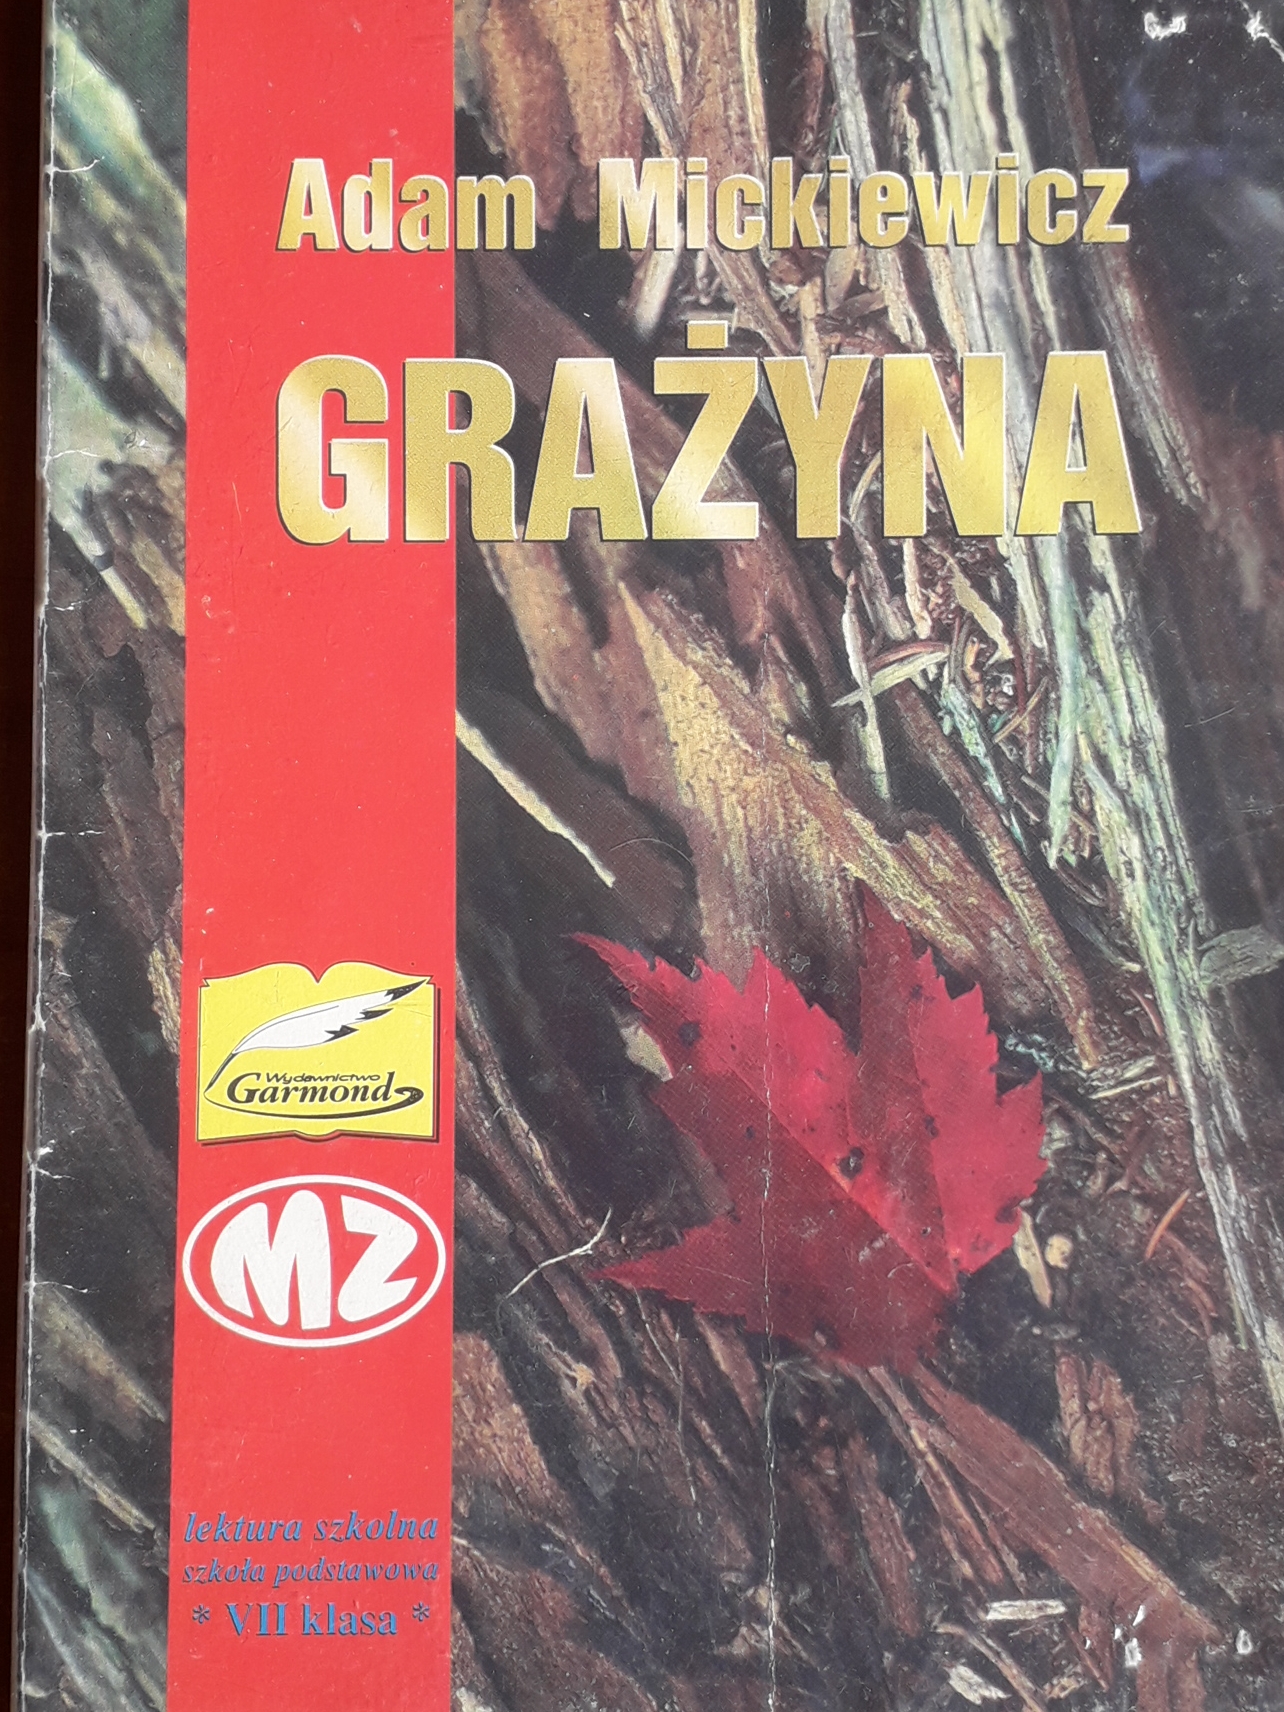 Adam Mickiewicz
GRAŻYNA
Wydawnictwo
Garmond
MZ
lektura szkolna
szkoła podstawowa
* VII klasa *